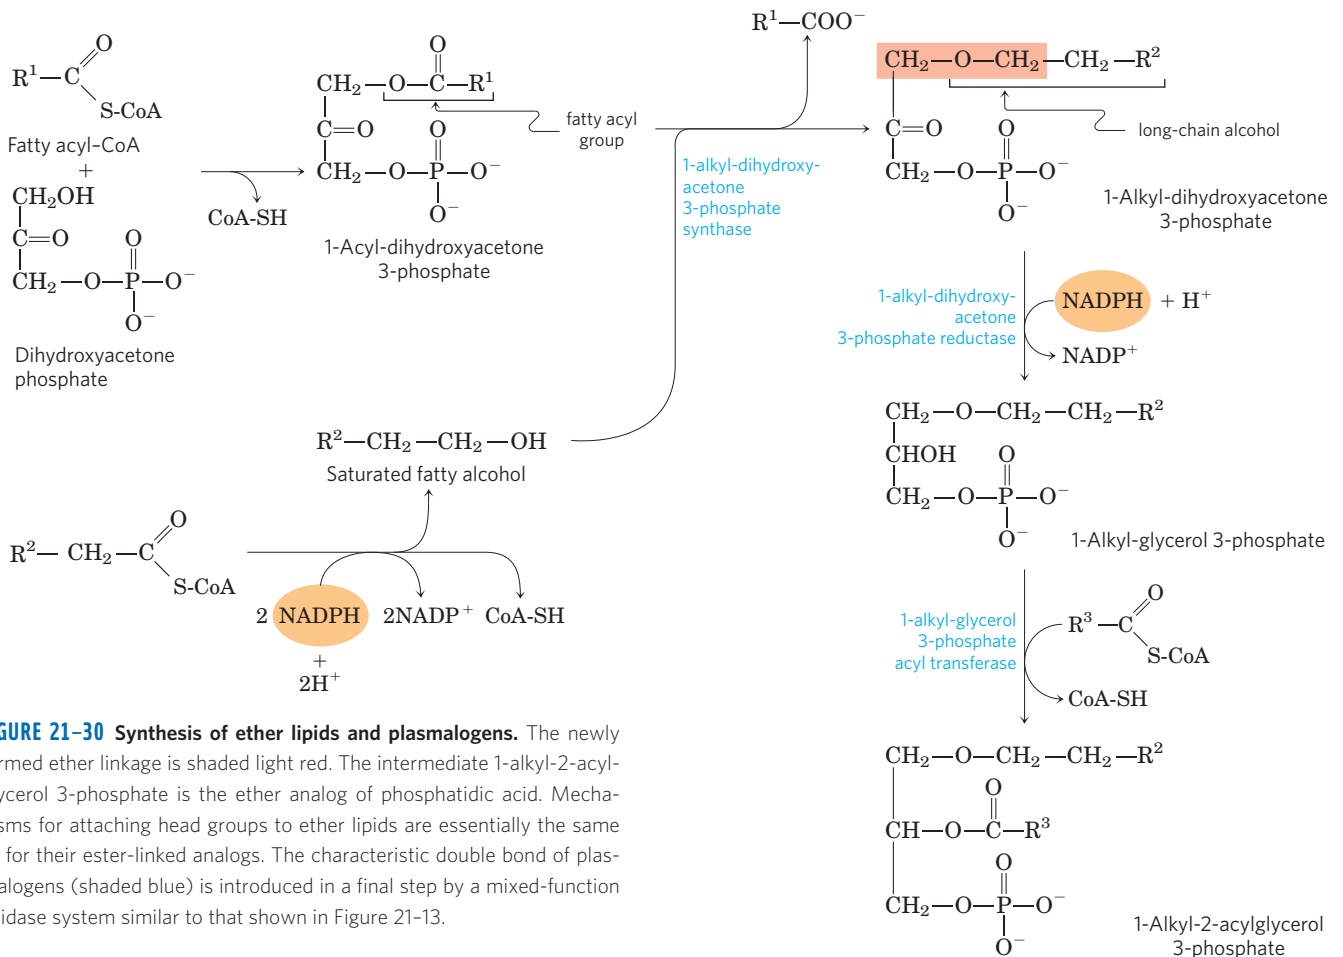 R¹—C
O
S-CoA
Fatty acyl–CoA
+
CH₂OH
C=O
CH₂—O—P—O⁻
O
O⁻
Dihydroxyacetone
phosphate
CoA-SH
O
CH₂—O—C—R¹
C=O
CH₂—O—P—O⁻
O
O⁻
1-Acyl-dihydroxyacetone
3-phosphate
fatty acyl
group
R¹—COO⁻
1-alkyl-dihydroxy-
acetone
3-phosphate
synthase
CH₂—O—CH₂—CH₂—R²
C=O
CH₂—O—P—O⁻
O
O⁻
long-chain alcohol
1-Alkyl-dihydroxyacetone
3-phosphate
1-alkyl-dihydroxy-
acetone
3-phosphate reductase
NADPH + H⁺
NADP⁺
R²—CH₂—CH₂—OH
Saturated fatty alcohol
R²—CH₂—C
O
S-CoA
2 NADPH
+
2H⁺
2NADP⁺
CoA-SH
CH₂—O—CH₂—CH₂—R²
CHOH
CH₂—O—P—O⁻
O
O⁻
1-Alkyl-glycerol 3-phosphate
1-alkyl-glycerol
3-phosphate
acyl transferase
R³—C
O
S-CoA
CoA-SH
CH₂—O—CH₂—CH₂—R²
O
CH—O—C—R³
CH₂—O—P—O⁻
O
O⁻
1-Alkyl-2-acylglycerol
3-phosphate
GURE 21–30 Synthesis of ether lipids and plasmalogens. The newly
rmed ether linkage is shaded light red. The intermediate 1-alkyl-2-acyl-
ycerol 3-phosphate is the ether analog of phosphatidic acid. Mecha-
sms for attaching head groups to ether lipids are essentially the same
for their ester-linked analogs. The characteristic double bond of plas-
alogens (shaded blue) is introduced in a final step by a mixed-function
idase system similar to that shown in Figure 21–13.